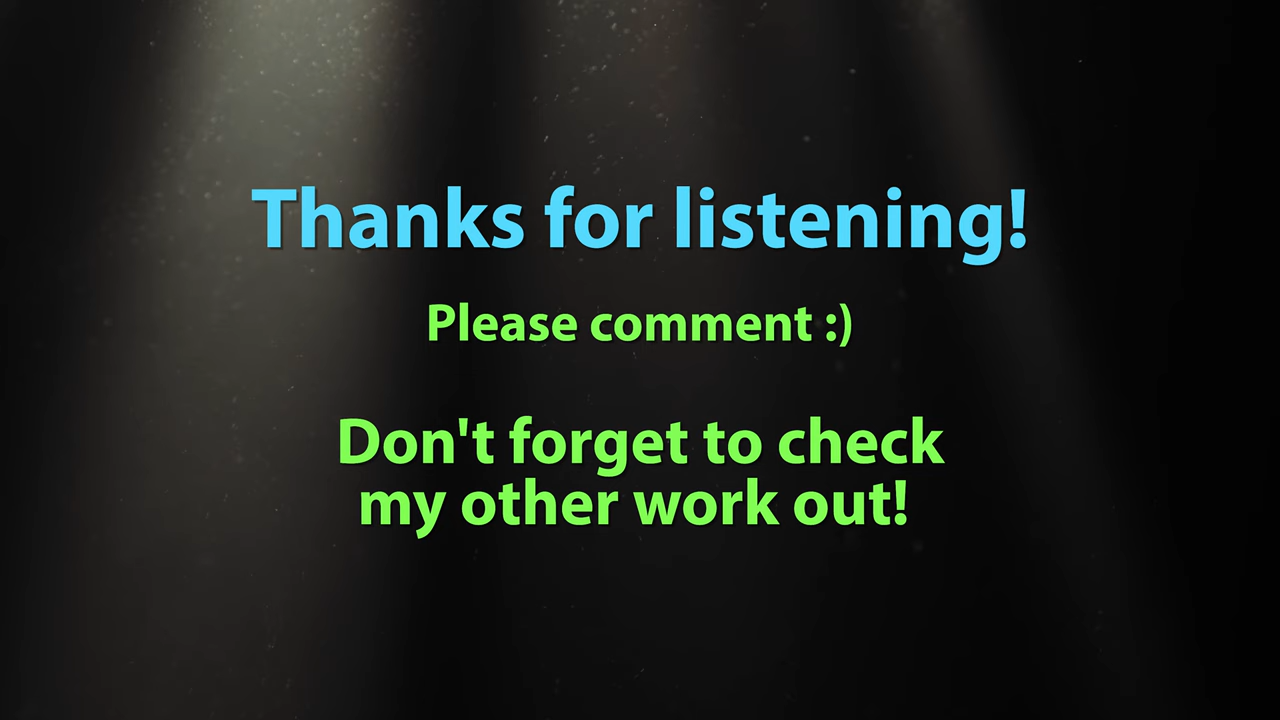 Thanks for listening!
Please comment :)
Don't forget to check
my other work out!